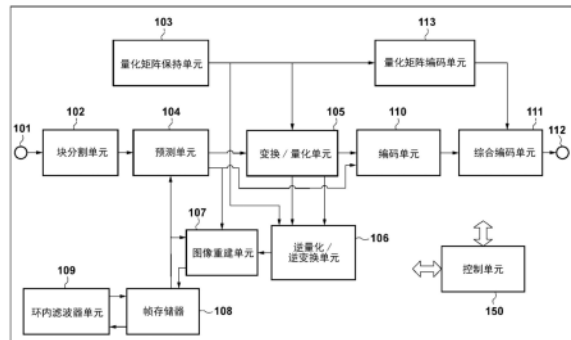 103
量化矩阵保持单元
113
量化矩阵编码单元
101
102
块分割单元
104
预测单元
105
变换／量化单元
110
编码单元
111
综合编码单元
112
107
图像重建单元
逆量化／
逆变换单元
106
109
环内滤波器单元
帧存储器
108
控制单元
150